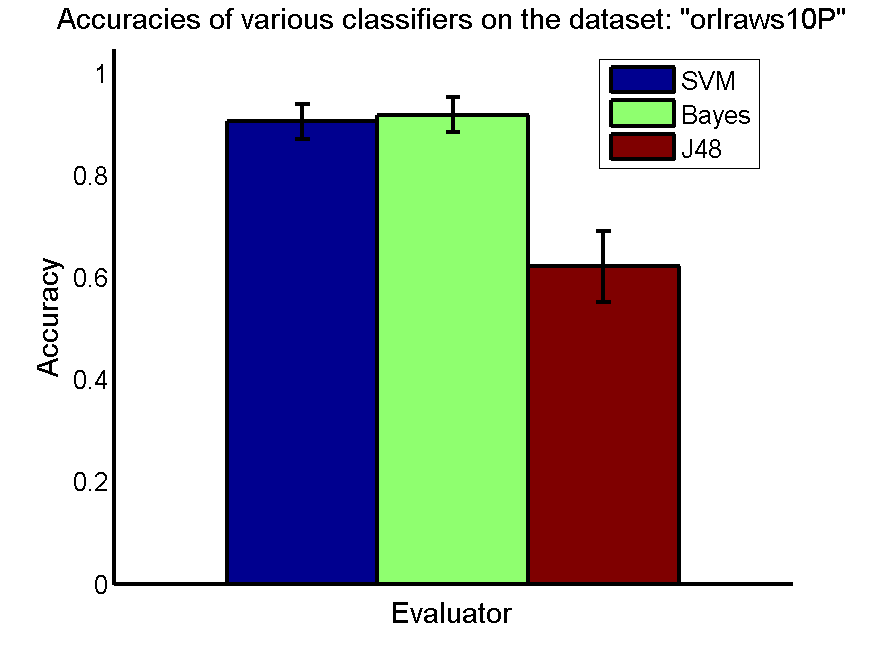 Accuracies of various classifiers on the dataset: "orlraws10P"
SVM
Bayes
J48
1
0.8
0.6
0.4
0.2
0
Accuracy
Evaluator